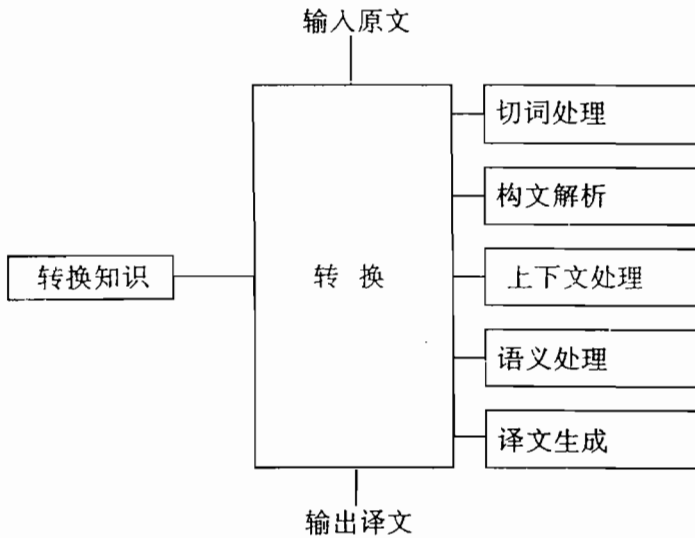 输入原文
切词处理
构文解析
转换知识
转 换
上下文处理
语义处理
译文生成
输出译文